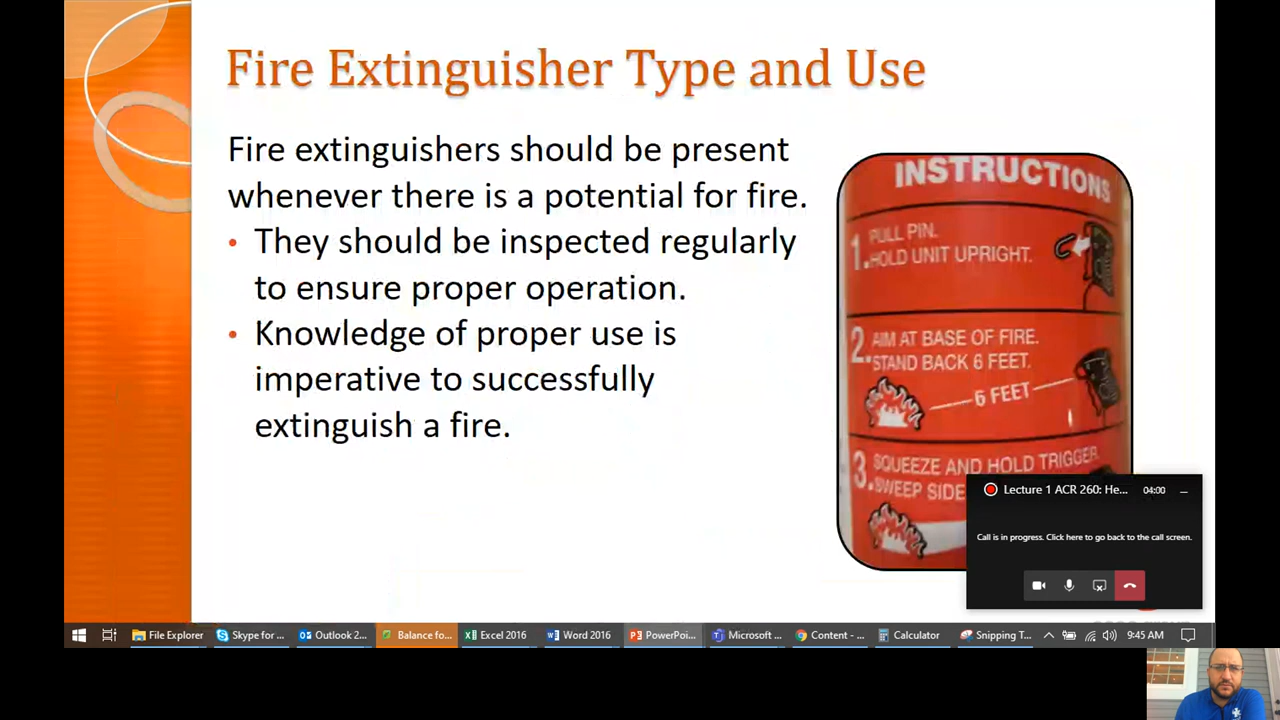 Fire Extinguisher Type and Use
Fire extinguishers should be present
whenever there is a potential for fire.
• They should be inspected regularly
to ensure proper operation.
• Knowledge of proper use is
imperative to successfully
extinguish a fire.
INSTRUCTIONS
1. PULL PIN.
HOLD UNIT UPRIGHT.
2. AIM AT BASE OF FIRE.
STAND BACK 6 FEET.
6 FEET
3. SQUEEZE AND HOLD TRIGGER.
SWEEP SIDE
Lecture 1 ACR 260: He... 04:00
Call is in progress. Click here to go back to the call screen.
File Explorer Skype for ... Outlook 2... Balance fo... Excel 2016 Word 2016 PowerPoi... Microsoft ... Content - ... Calculator Snipping T... 9:45 AM